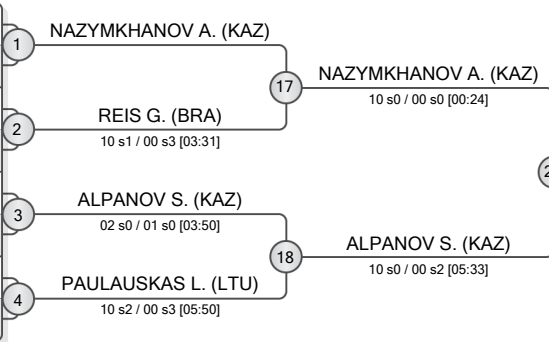 NAZYMKHANOV A. (KAZ)
1
17
NAZYMKHANOV A. (KAZ)
10 s0 / 00 s0 [00:24]
REIS G. (BRA)
2
10 s1 / 00 s3 [03:31]
2
ALPANOV S. (KAZ)
3
02 s0 / 01 s0 [03:50]
18
ALPANOV S. (KAZ)
10 s0 / 00 s2 [05:33]
PAULAUSKAS L. (LTU)
4
10 s2 / 00 s3 [05:50]